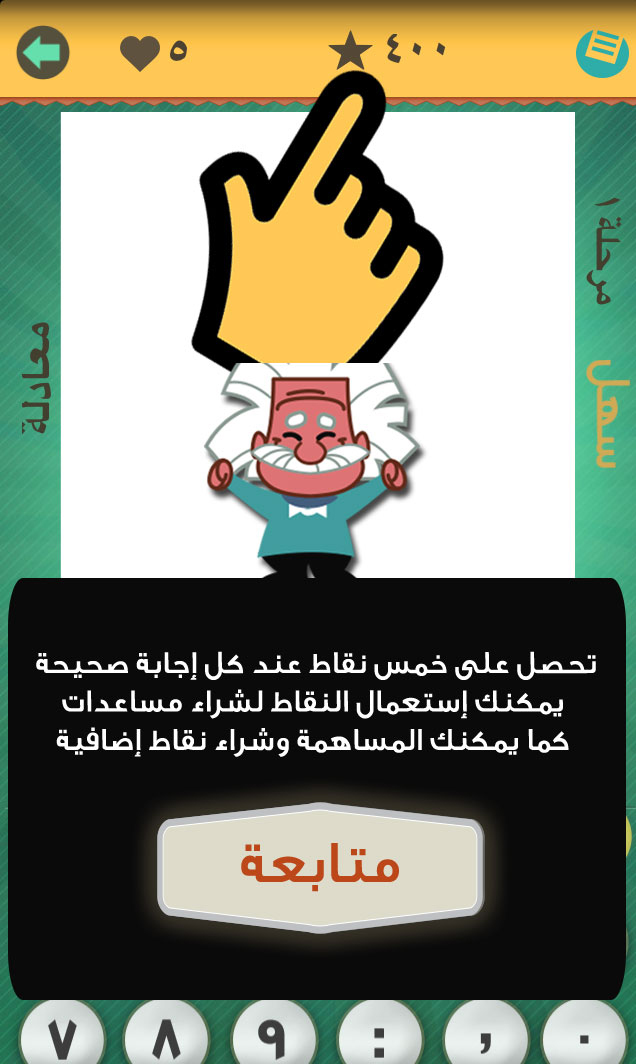 ٥
٤٠٠
مرحلة ١
سهل
معادلة
تحصل على خمس نقاط عند كل إجابة صحيحة
يمكنك إستعمال النقاط لشراء مساعدات
كما يمكنك المساهمة وشراء نقاط إضافية
متابعة
٧ ٨ ٩ : , ٠